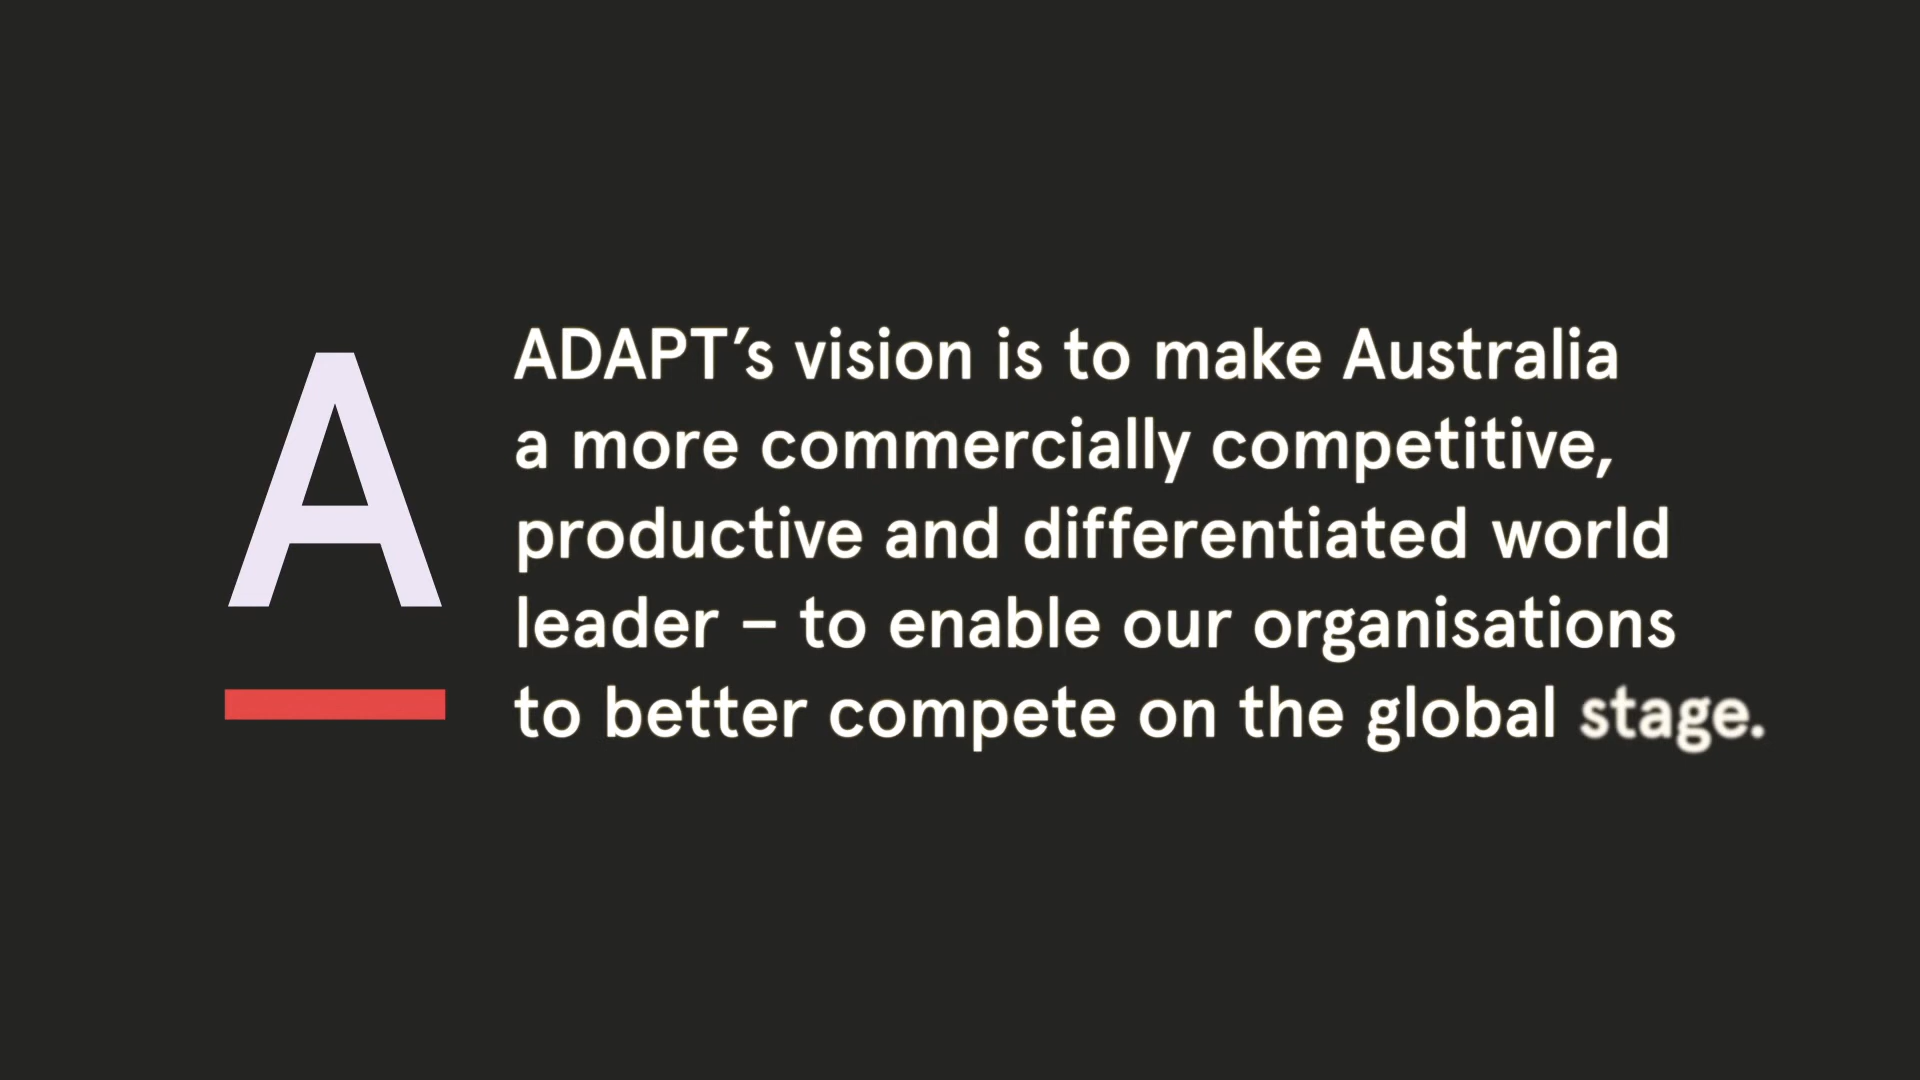 A
ADAPT’s vision is to make Australia
a more commercially competitive,
productive and differentiated world
leader – to enable our organisations
to better compete on the global stage.